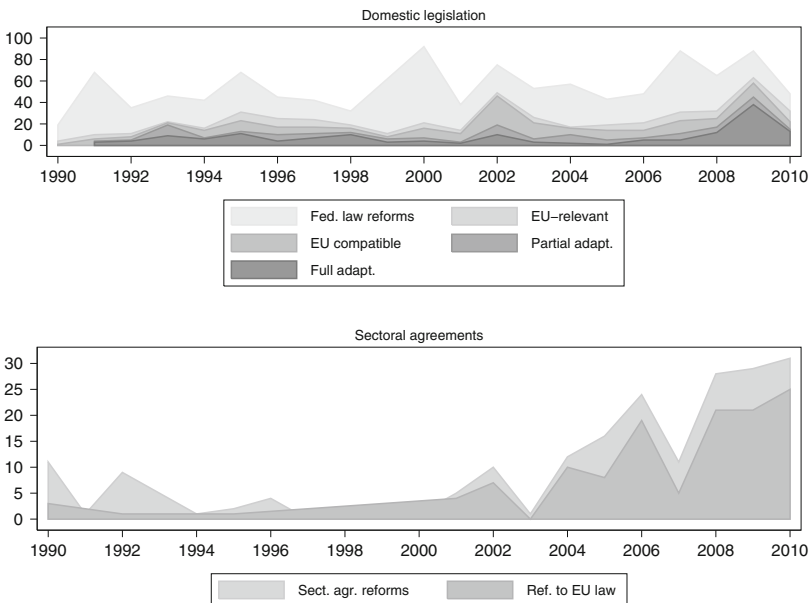 Domestic legislation
100
80
60
40
20
0
1990 1992 1994 1996 1998 2000 2002 2004 2006 2008 2010
Fed. law reforms EU−relevant
EU compatible Partial adapt.
Full adapt.
Sectoral agreements
30
25
20
15
10
5
0
1990 1992 1994 1996 1998 2000 2002 2004 2006 2008 2010
Sect. agr. reforms Ref. to EU law